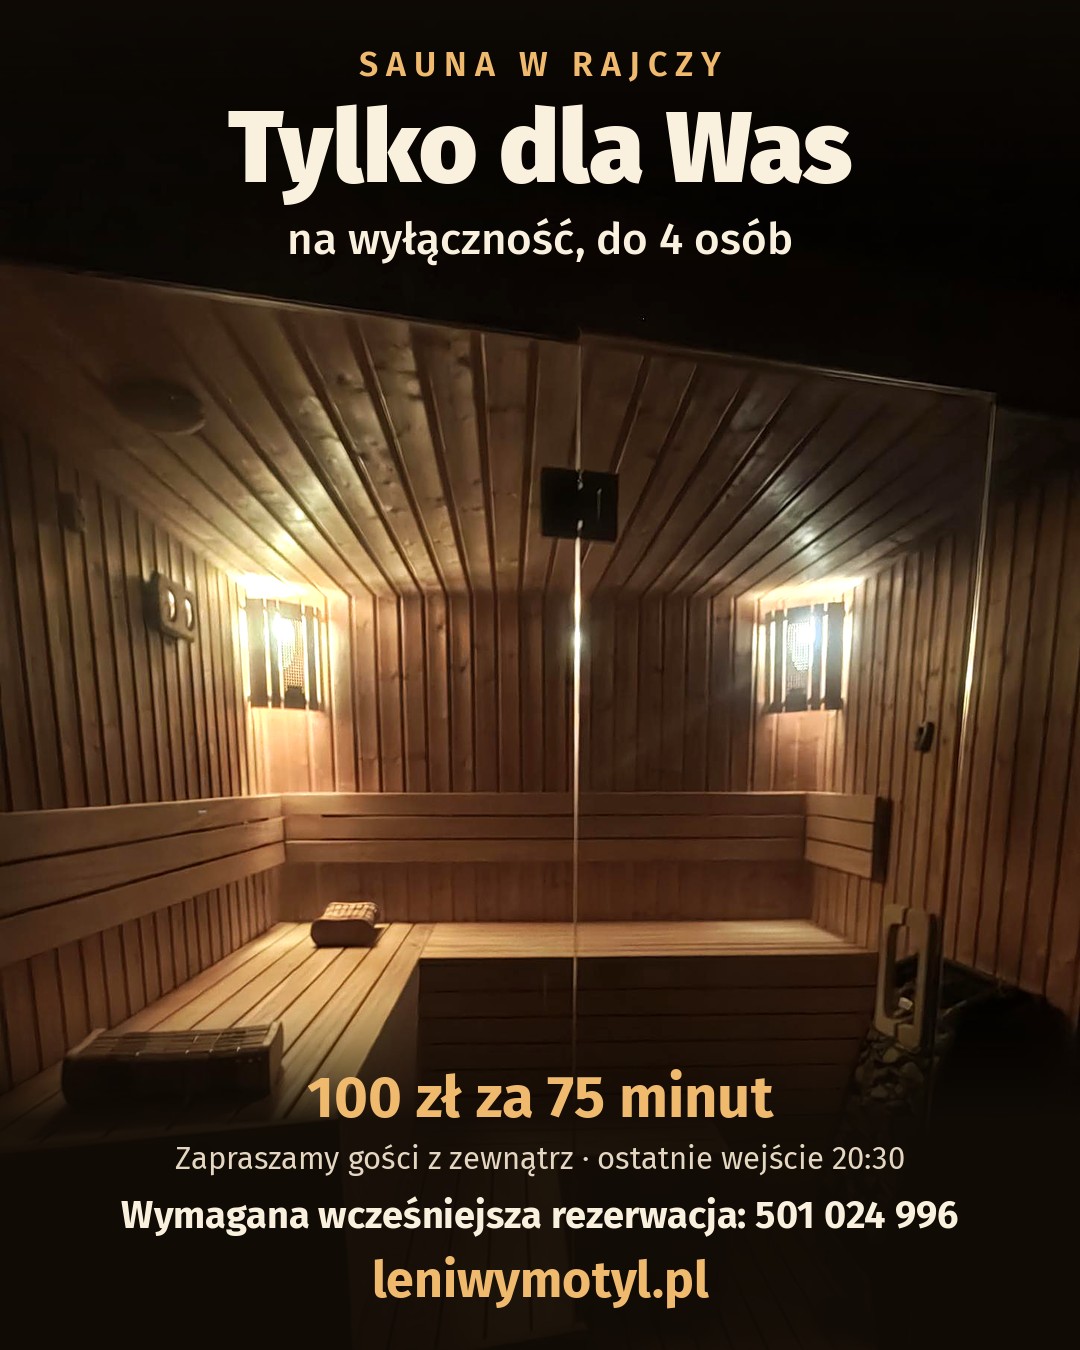 SAUNA W RAJCZY
Tylko dla Was
na wyłączność, do 4 osób
100 zł za 75 minut
Zapraszamy gości z zewnątrz · ostatnie wejście 20:30
Wymagana wcześniejsza rezerwacja: 501 024 996
leniwymotyl.pl